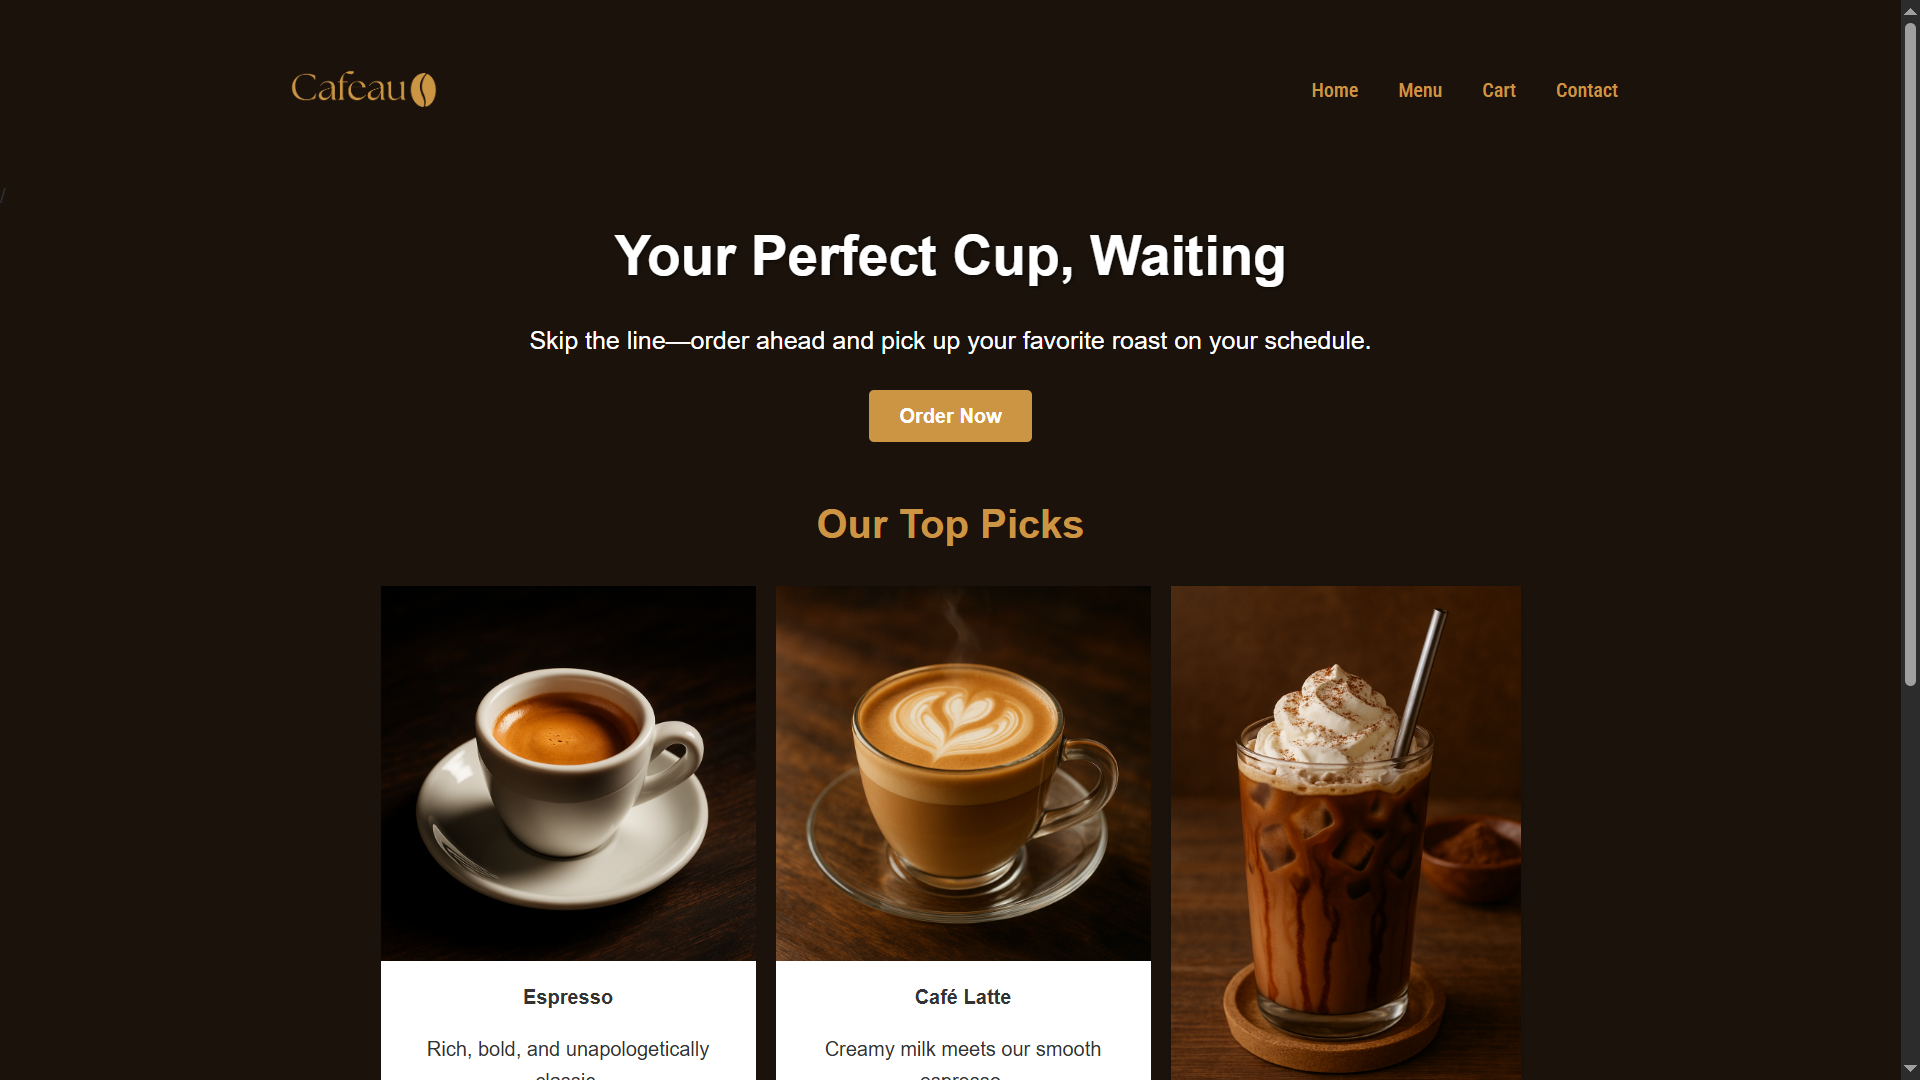 Cafeau
Home Menu Cart Contact
/
Your Perfect Cup, Waiting
Skip the line—order ahead and pick up your favorite roast on your schedule.
Order Now
Our Top Picks
Espresso
Café Latte
Rich, bold, and unapologetically
classic.
Creamy milk meets our smooth
espresso.